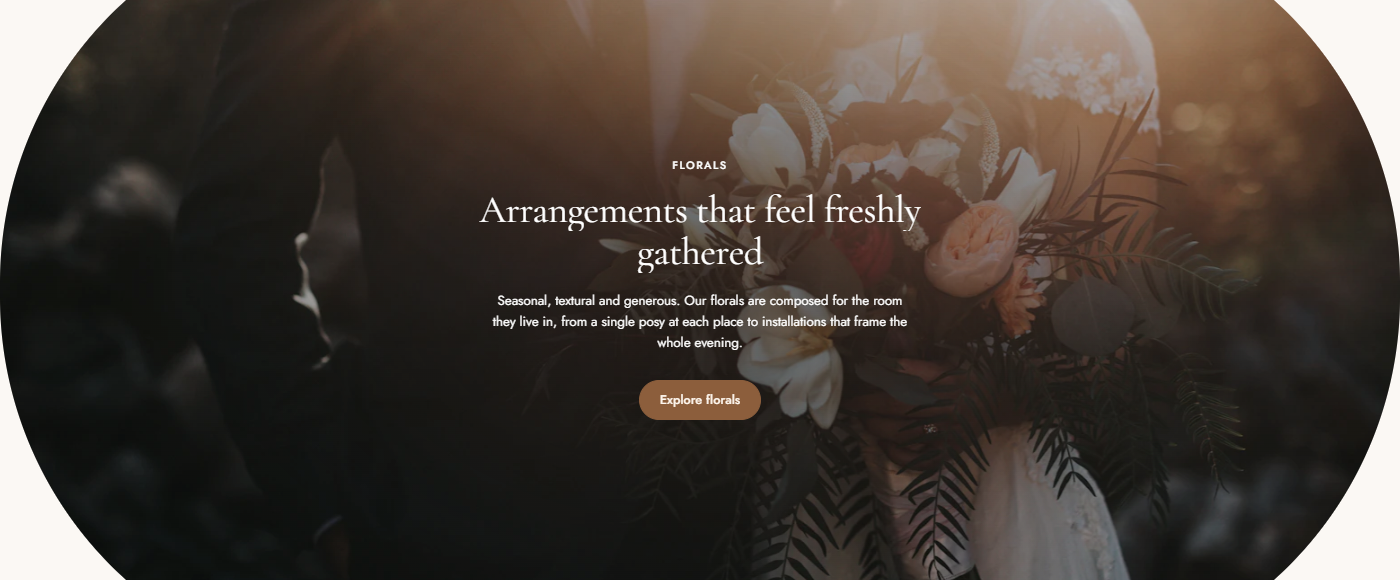 FLORALS
Arrangements that feel freshly
gathered
Seasonal, textural and generous. Our florals are composed for the room
they live in, from a single posy at each place to installations that frame the
whole evening.
Explore florals